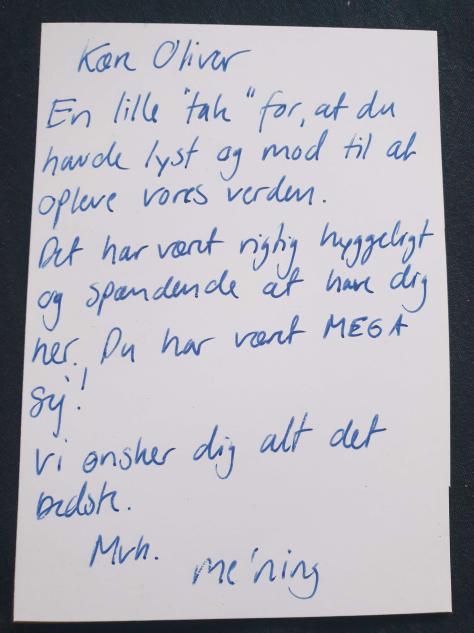 Kære Oliver
En lille "tak" for, at du
havde lyst og mod til at
opleve vores verden.
Det har været rigtig hyggeligt
og spændende at have dig
her. Du har været MEGA
sej!
Vi ønsker dig alt det
bedste.
Mvh.
Me'ning